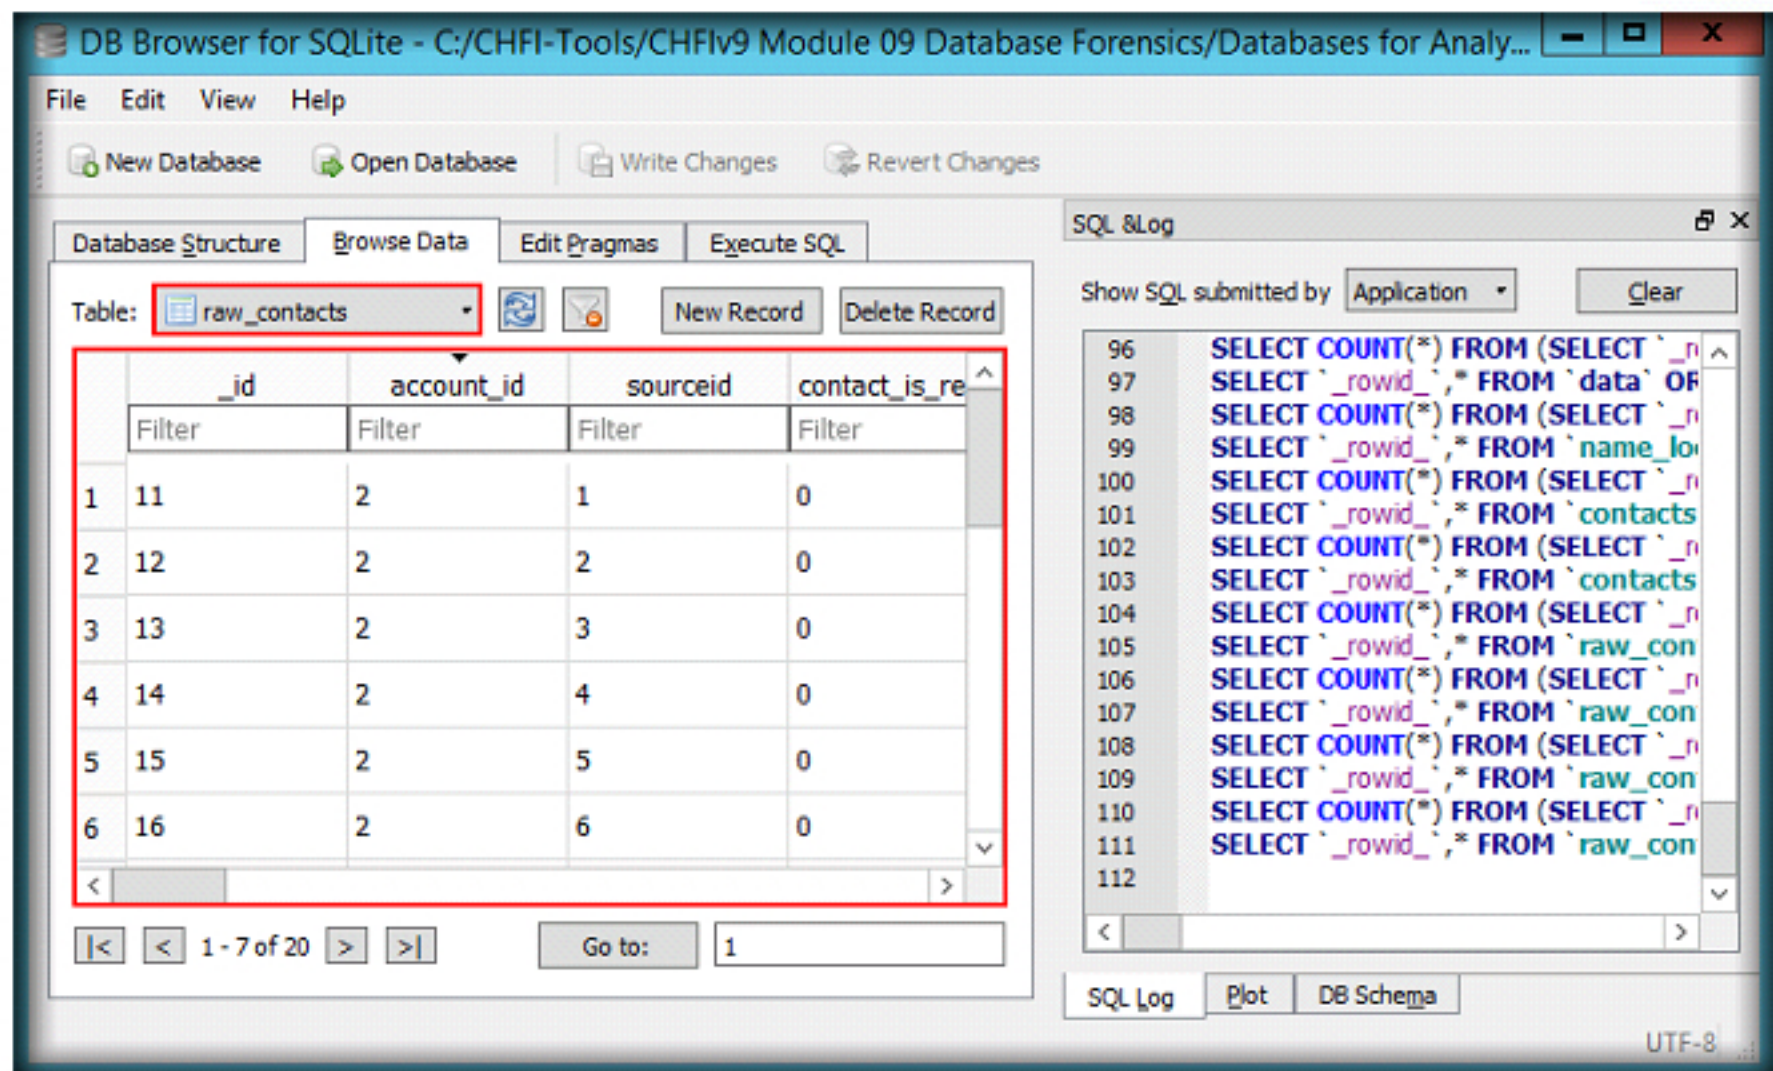 DB Browser for SQLite - C:/CHFI-Tools/CHFIv9 Module 09 Database Forensics/Databases for Analy...
File Edit View Help
New Database Open Database Write Changes Revert Changes
Database Structure Browse Data Edit Pragmas Execute SQL
Table: raw_contacts New Record Delete Record
_id account_id sourceid contact_is_re
Filter Filter Filter Filter
1 11 2 1 0
2 12 2 2 0
3 13 2 3 0
4 14 2 4 0
5 15 2 5 0
6 16 2 6 0
|< < 1 - 7 of 20 > >| Go to: 1
SQL &Log
Show SQL submitted by Application Clear
96 SELECT COUNT(*) FROM (SELECT `_r
97 SELECT `_rowid_`,* FROM `data` OR
98 SELECT COUNT(*) FROM (SELECT `_r
99 SELECT `_rowid_`,* FROM `name_lo
100 SELECT COUNT(*) FROM (SELECT `_r
101 SELECT `_rowid_`,* FROM `contacts
102 SELECT COUNT(*) FROM (SELECT `_r
103 SELECT `_rowid_`,* FROM `contacts
104 SELECT COUNT(*) FROM (SELECT `_r
105 SELECT `_rowid_`,* FROM `raw_con
106 SELECT COUNT(*) FROM (SELECT `_r
107 SELECT `_rowid_`,* FROM `raw_con
108 SELECT COUNT(*) FROM (SELECT `_r
109 SELECT `_rowid_`,* FROM `raw_con
110 SELECT COUNT(*) FROM (SELECT `_r
111 SELECT `_rowid_`,* FROM `raw_con
112
SQL Log Plot DB Schema
UTF-8